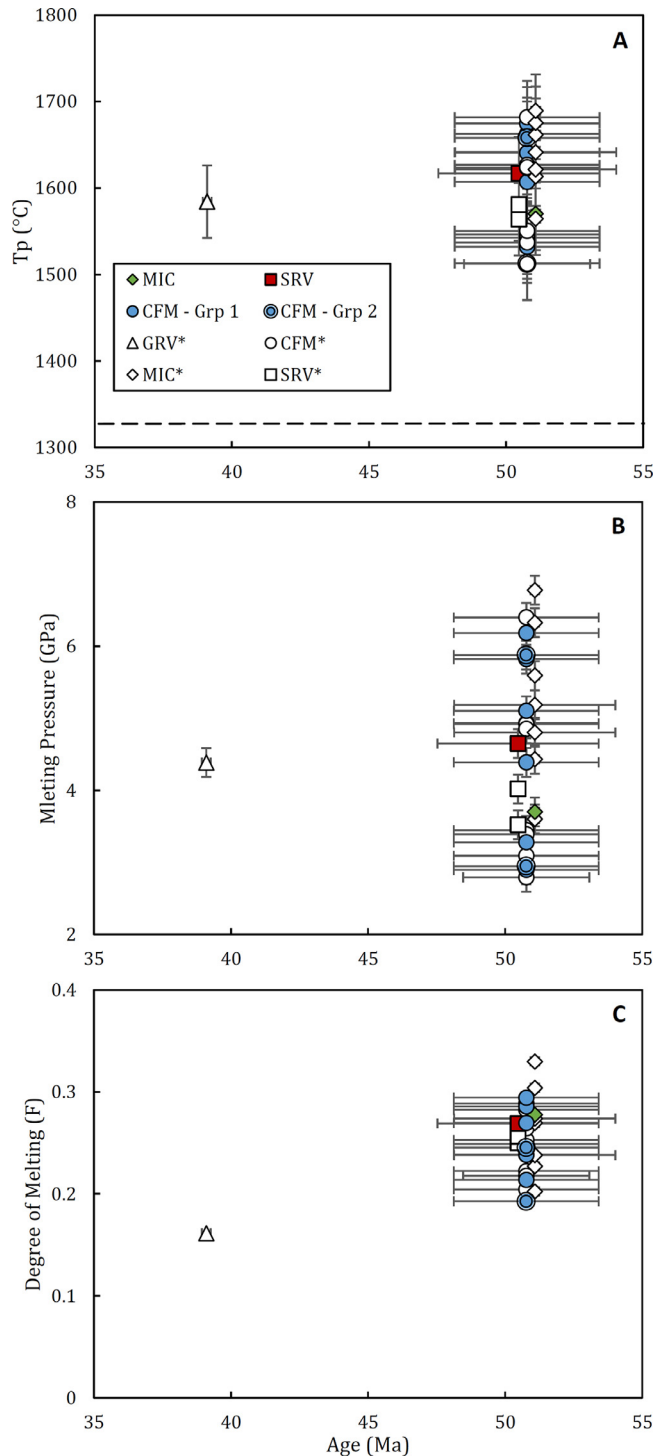 1800
A
1700
1600
Tp (°C)
1500
MIC SRV
CFM - Grp 1 CFM - Grp 2
GRV* CFM*
MIC* SRV*
1400
1300
35 40 45 50 55
8
B
6
Mleting Pressure (GPa)
4
2
35 40 45 50 55
0.4
C
0.3
Degree of Melting (F)
0.2
0.1
0
35 40 45 50 55
Age (Ma)